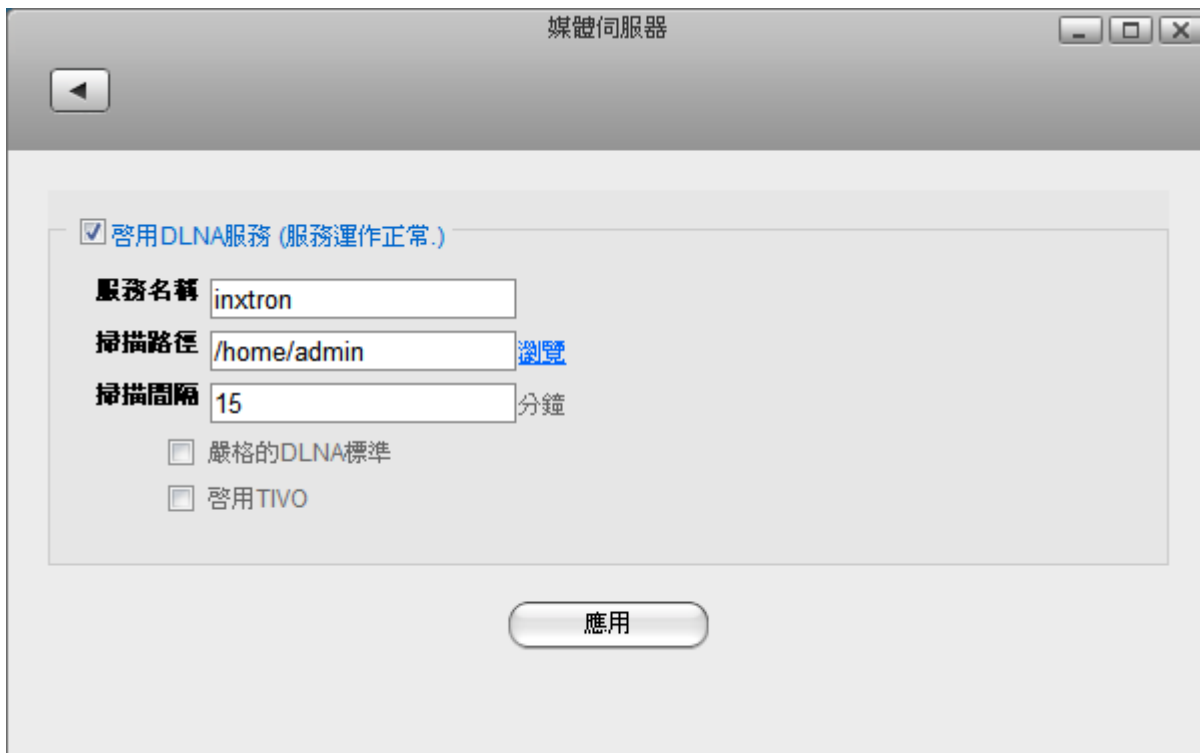 媒體伺服器
啓用DLNA服務 (服務運作正常.)
服務名稱 inxtron
掃描路徑 /home/admin 瀏覽
掃描間隔 15 分鐘
嚴格的DLNA標準
啓用TIVO
應用